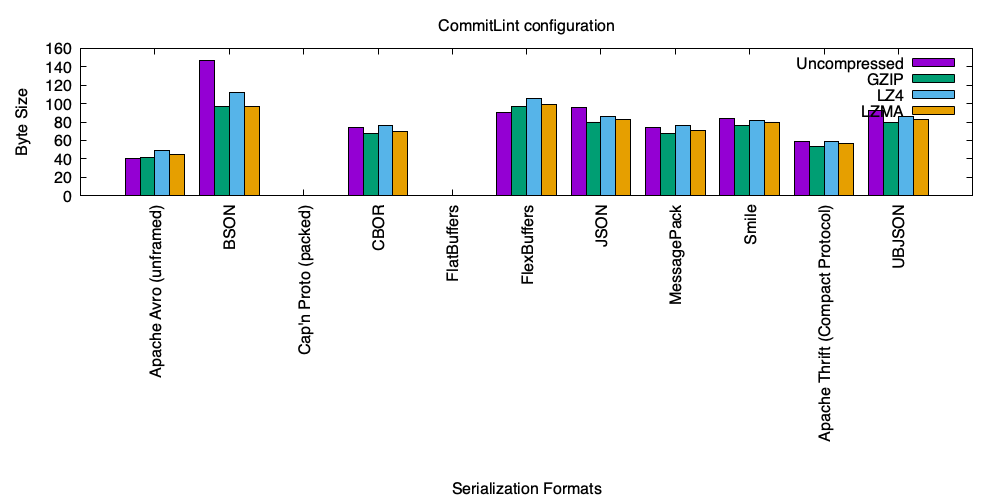 CommitLint configuration
Byte Size
160
140
120
100
80
60
40
20
0
Uncompressed
GZIP
LZ4
LZMA
Apache Avro (unframed)
BSON
Cap'n Proto (packed)
CBOR
FlatBuffers
FlexBuffers
JSON
MessagePack
Smile
Apache Thrift (Compact Protocol)
UBJSON
Serialization Formats